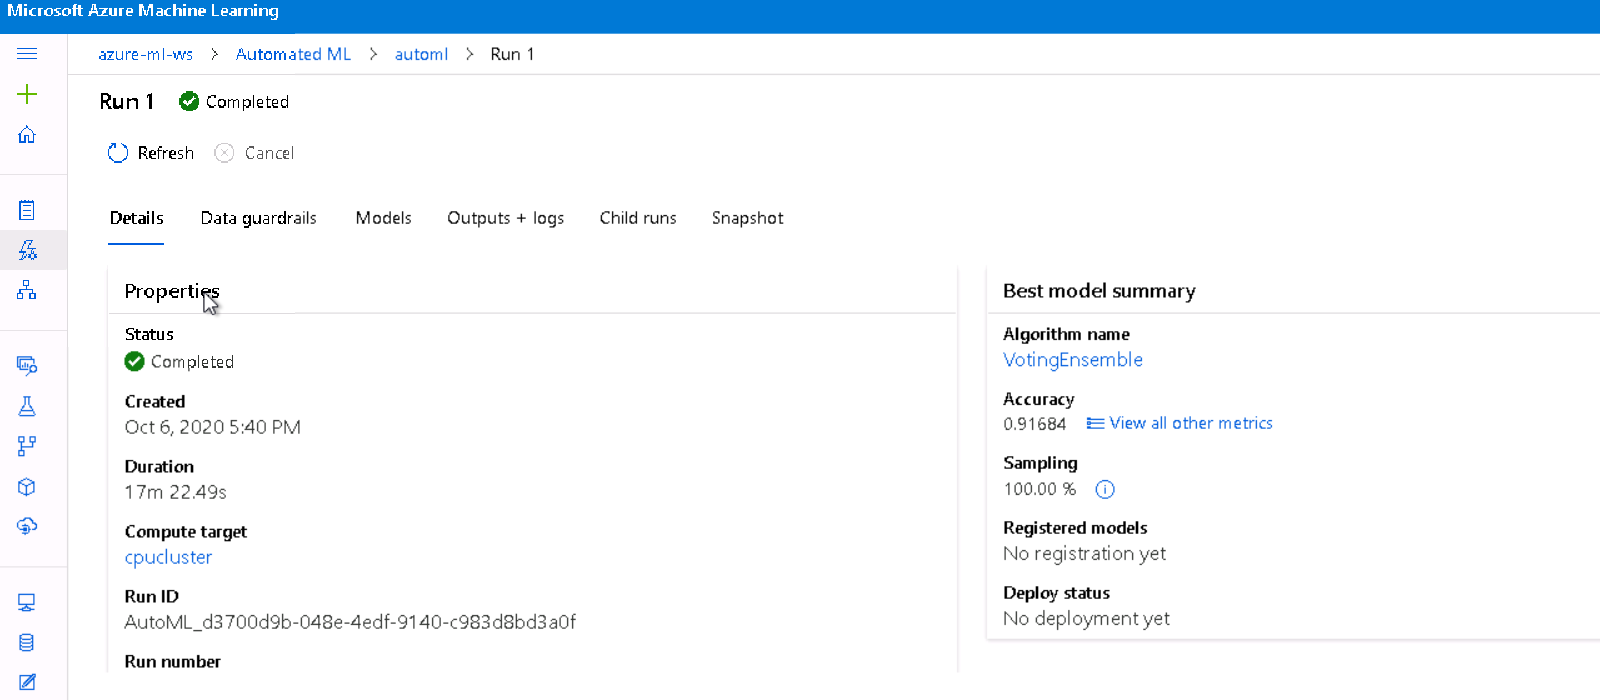 Microsoft Azure Machine Learning
azure-ml-ws > Automated ML > automl > Run 1
Run 1 Completed
Refresh Cancel
Details Data guardrails Models Outputs + logs Child runs Snapshot
Properties
Status
Completed
Created
Oct 6, 2020 5:40 PM
Duration
17m 22.49s
Compute target
cpucluster
Run ID
AutoML_d3700d9b-048e-4edf-9140-c983d8bd3a0f
Run number
Best model summary
Algorithm name
VotingEnsemble
Accuracy
0.91684 View all other metrics
Sampling
100.00 %
Registered models
No registration yet
Deploy status
No deployment yet